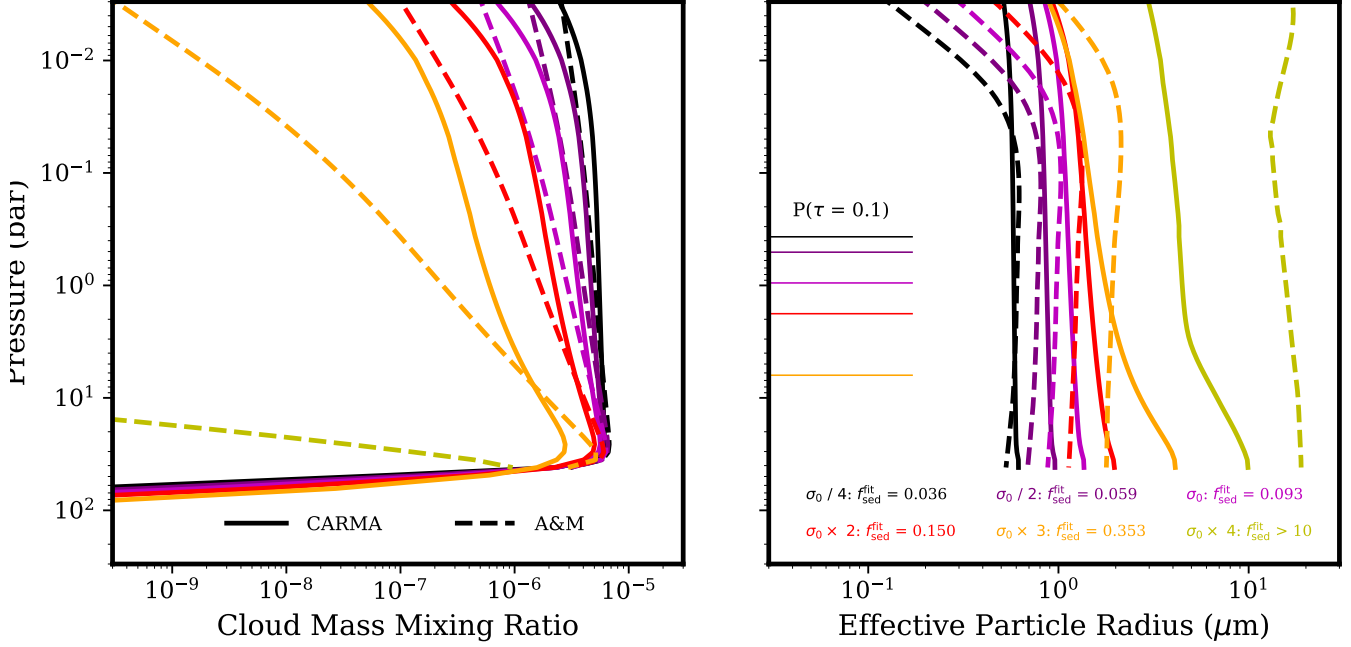 10⁻²
10⁻¹
10⁰
10¹
10²
Pressure (bar)
CARMA
A&M
10⁻⁹ 10⁻⁸ 10⁻⁷ 10⁻⁶ 10⁻⁵
Cloud Mass Mixing Ratio
P(τ = 0.1)
σ₀ / 4: f_sed^fit = 0.036 σ₀ / 2: f_sed^fit = 0.059 σ₀: f_sed^fit = 0.093
σ₀ × 2: f_sed^fit = 0.150 σ₀ × 3: f_sed^fit = 0.353 σ₀ × 4: f_sed^fit > 10
10⁻¹ 10⁰ 10¹
Effective Particle Radius (μm)